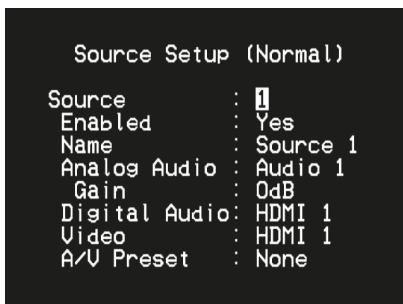 Source Setup (Normal)
Source : 1
Enabled : Yes
Name : Source 1
Analog Audio : Audio 1
Gain : 0dB
Digital Audio: HDMI 1
Video : HDMI 1
A/V Preset : None